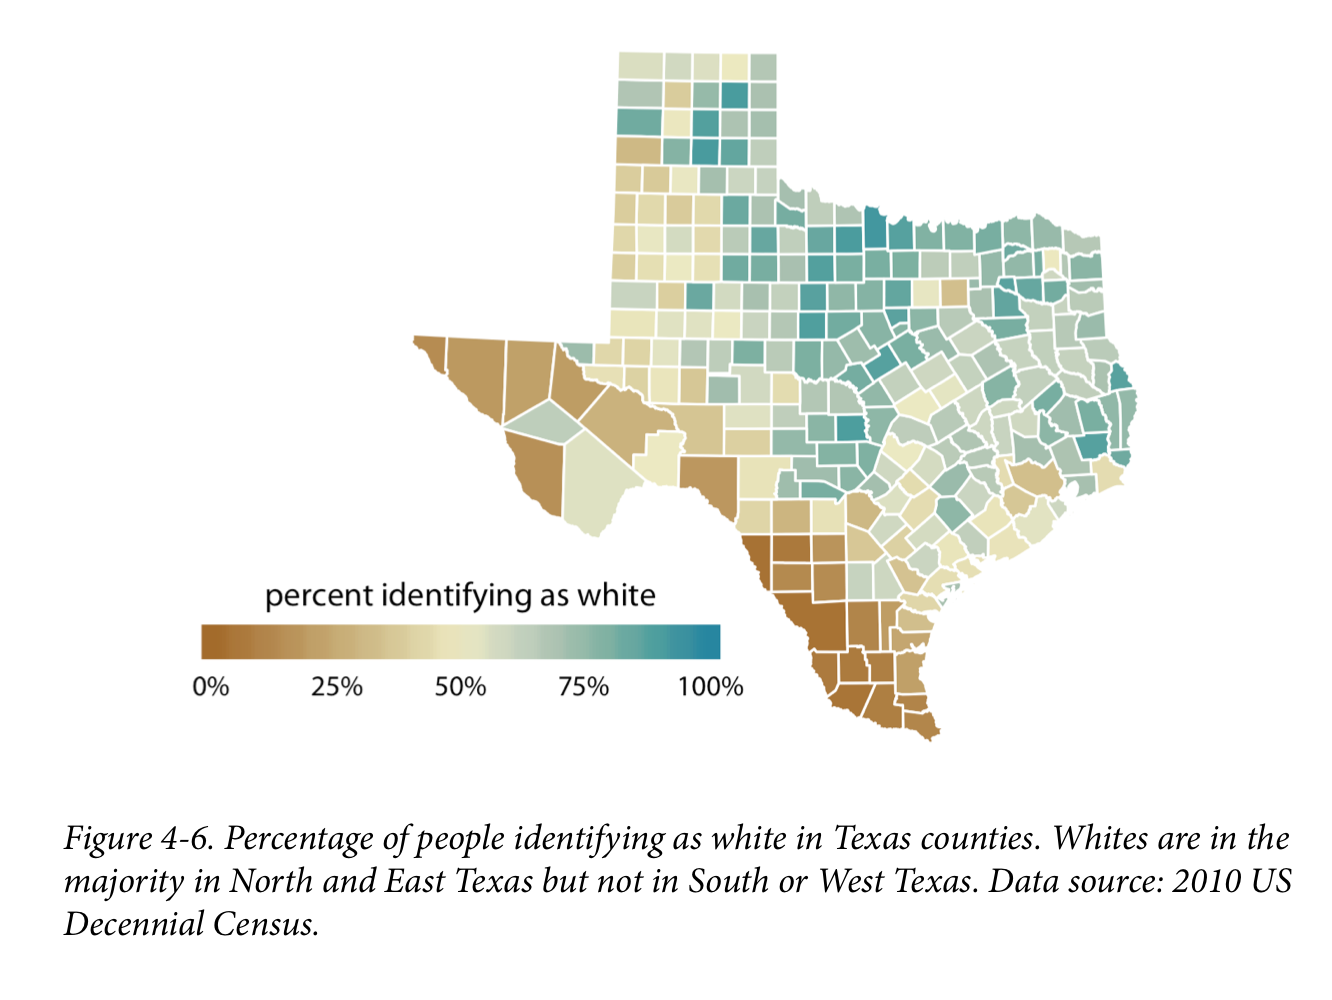 percent identifying as white
0% 25% 50% 75% 100%
Figure 4-6. Percentage of people identifying as white in Texas counties. Whites are in the
majority in North and East Texas but not in South or West Texas. Data source: 2010 US
Decennial Census.